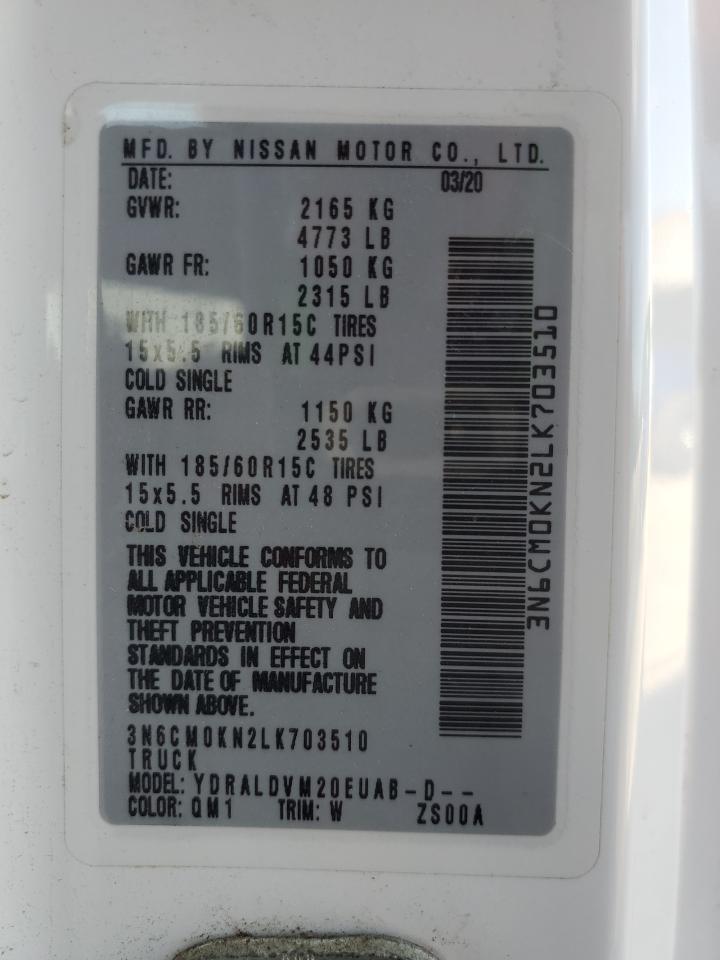 MFD. BY NISSAN MOTOR CO., LTD.
DATE: 03/20
GVWR: 2165 KG
4773 LB
GAWR FR: 1050 KG
2315 LB
WITH 185/60R15C TIRES
15x5.5 RIMS AT 44PSI
COLD SINGLE
GAWR RR: 1150 KG
2535 LB
WITH 185/60R15C TIRES
15x5.5 RIMS AT 48 PSI
COLD SINGLE
THIS VEHICLE CONFORMS TO
ALL APPLICABLE FEDERAL
MOTOR VEHICLE SAFETY AND
THEFT PREVENTION
STANDARDS IN EFFECT ON
THE DATE OF MANUFACTURE
SHOWN ABOVE.
3N6CM0KN2LK703510
TRUCK
MODEL: YDRALDVM20EUAB-D--
COLOR: QM1 TRIM: W ZS00A
3N6CM0KN2LK703510